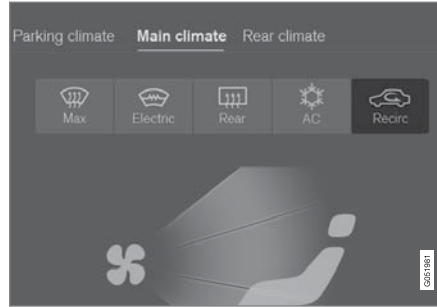 Parking climate Main climate Rear climate
Max Electric Rear AC Recirc
G051981